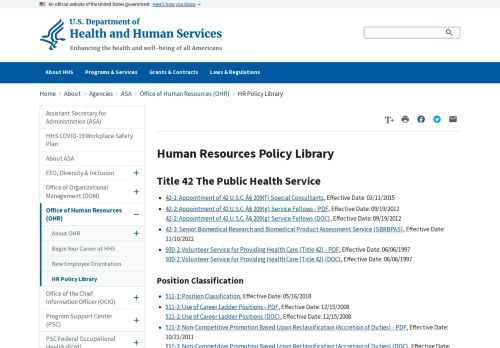 An official website of the United States government Here's how you know
U.S. Department of
Health and Human Services
Enhancing the health and well-being of all Americans
About HHS Programs & Services Grants & Contracts Laws & Regulations
Home › About › Agencies › ASA › Office of Human Resources (OHR) › HR Policy Library
Assistant Secretary for
Administration (ASA)
HHS COVID-19 Workplace Safety
Plan
About ASA
EEO, Diversity & Inclusion
Office of Organizational
Management (OOM)
Office of Human Resources
(OHR)
About OHR
Begin Your Career at HHS
New Employee Orientation
HR Policy Library
Office of the Chief
Information Officer (OCIO)
Program Support Center
(PSC)
PSC Federal Occupational
Health (FOH)
T+
Human Resources Policy Library
Title 42 The Public Health Service
42-1: Appointment of 42 U.S.C. Â§ 209(f) Special Consultants, Effective Date: 03/11/2015
42-2: Appointment of 42 U.S.C. Â§ 209(g) Service Fellows - PDF, Effective Date: 09/19/2012
42-2: Appointment of 42 U.S.C. Â§ 209(g) Service Fellows (DOC), Effective Date: 09/19/2012
42-3: Senior Biomedical Research and Biomedical Product Assessment Service (SBRBPAS), Effective Date:
11/10/2021
930-2: Volunteer Service for Providing Health Care (Title 42) - PDF, Effective Date: 06/06/1997
930-2: Volunteer Service for Providing Health Care (Title 42) (DOC), Effective Date: 06/06/1997
Position Classification
511-1: Position Classification, Effective Date: 05/16/2018
511-2: Use of Career Ladder Positions - PDF, Effective Date: 12/15/2008
511-2: Use of Career Ladder Positions (DOC), Effective Date: 12/15/2008
511-3: Non-Competitive Promotion Based Upon Reclassification (Accretion of Duties) - PDF, Effective Date:
10/21/2011
511-3: Non-Competitive Promotion Based Upon Reclassification (Accretion of Duties) (DOC), Effective Date: